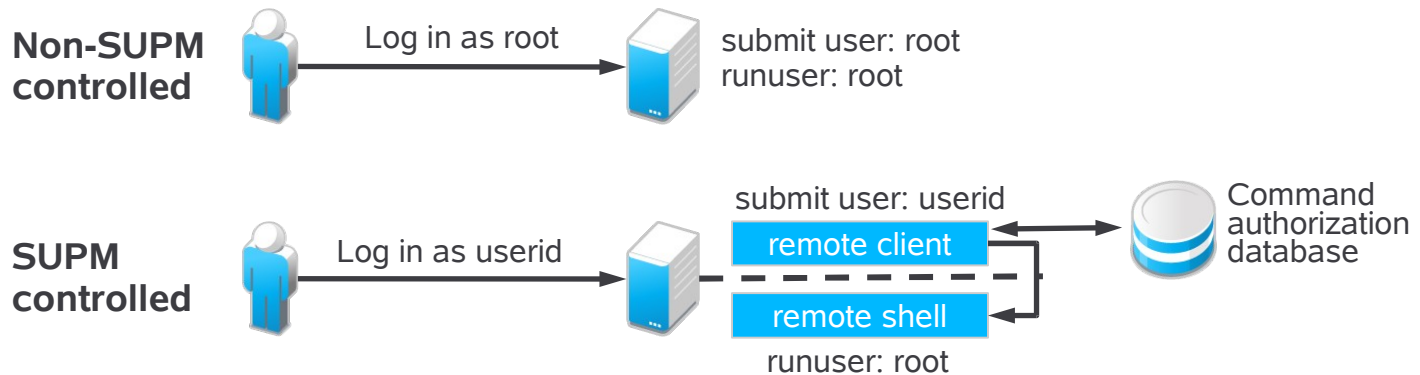 Non-SUPM
controlled
Log in as root
submit user: root
runuser: root
SUPM
controlled
Log in as userid
submit user: userid
remote client
remote shell
runuser: root
Command
authorization
database